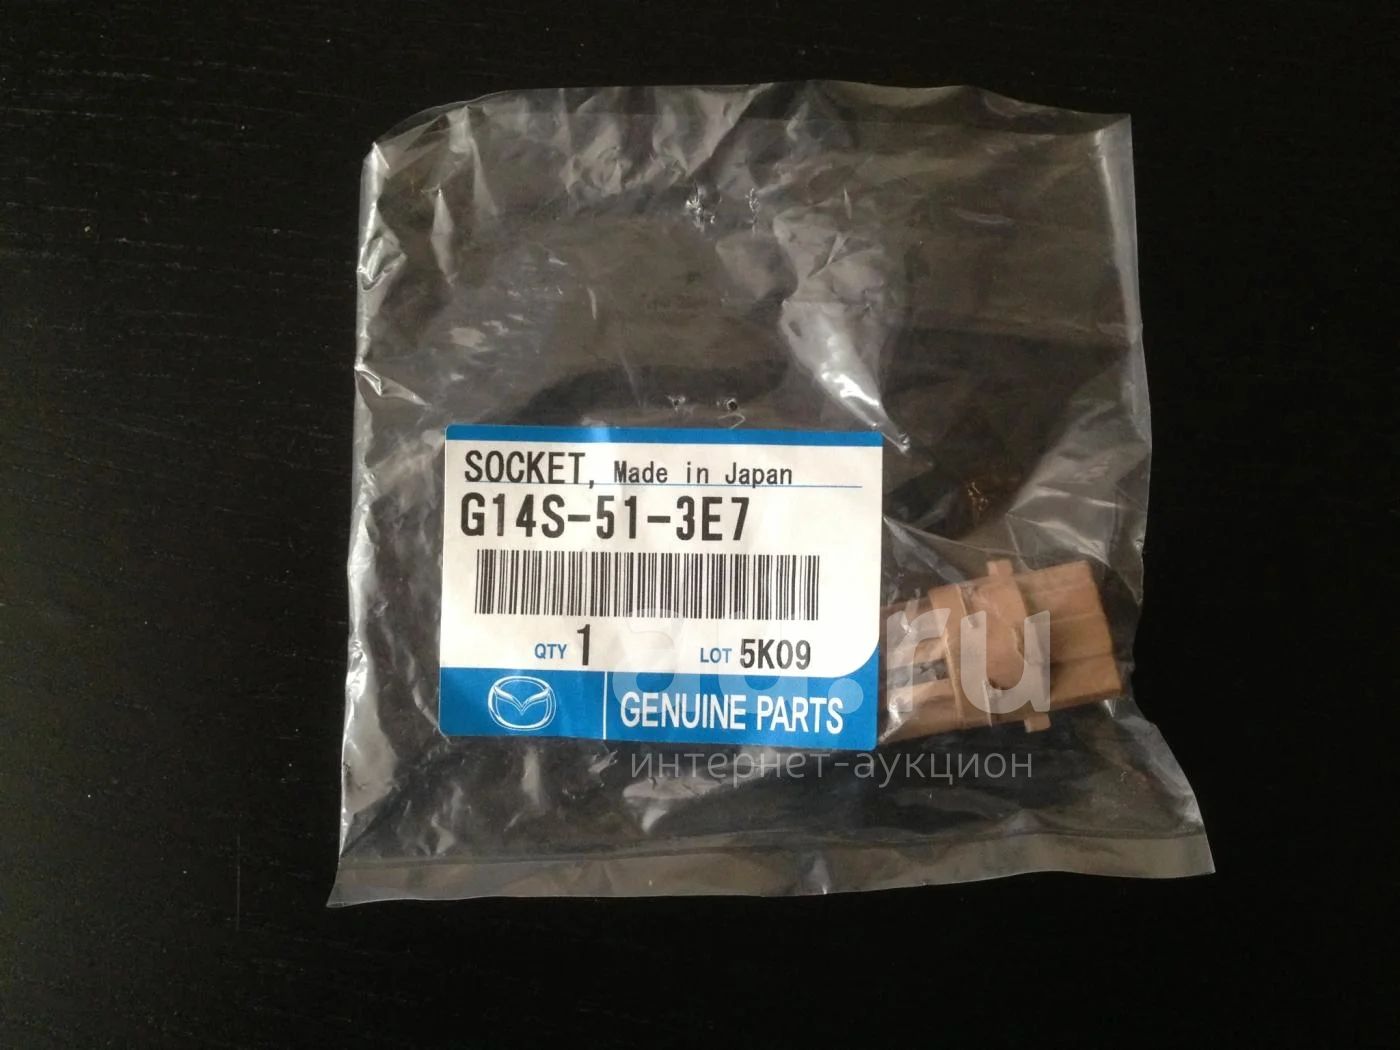 SOCKET, Made in Japan
G14S-51-3E7
QTY 1 LOT 5K09
GENUINE PARTS
au.ru
интернет-аукцион